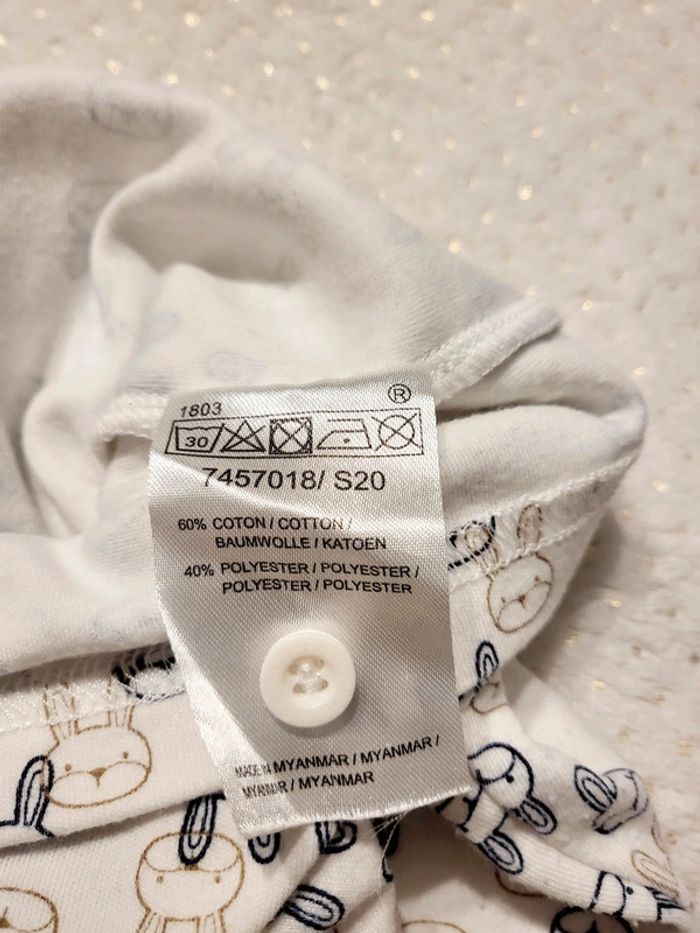 1803
®
30
7457018/ S20
60% COTON / COTTON /
BAUMWOLLE / KATOEN
40% POLYESTER / POLYESTER /
POLYESTER / POLYESTER
MADE IN MYANMAR / MYANMAR /
MYANMAR / MYANMAR